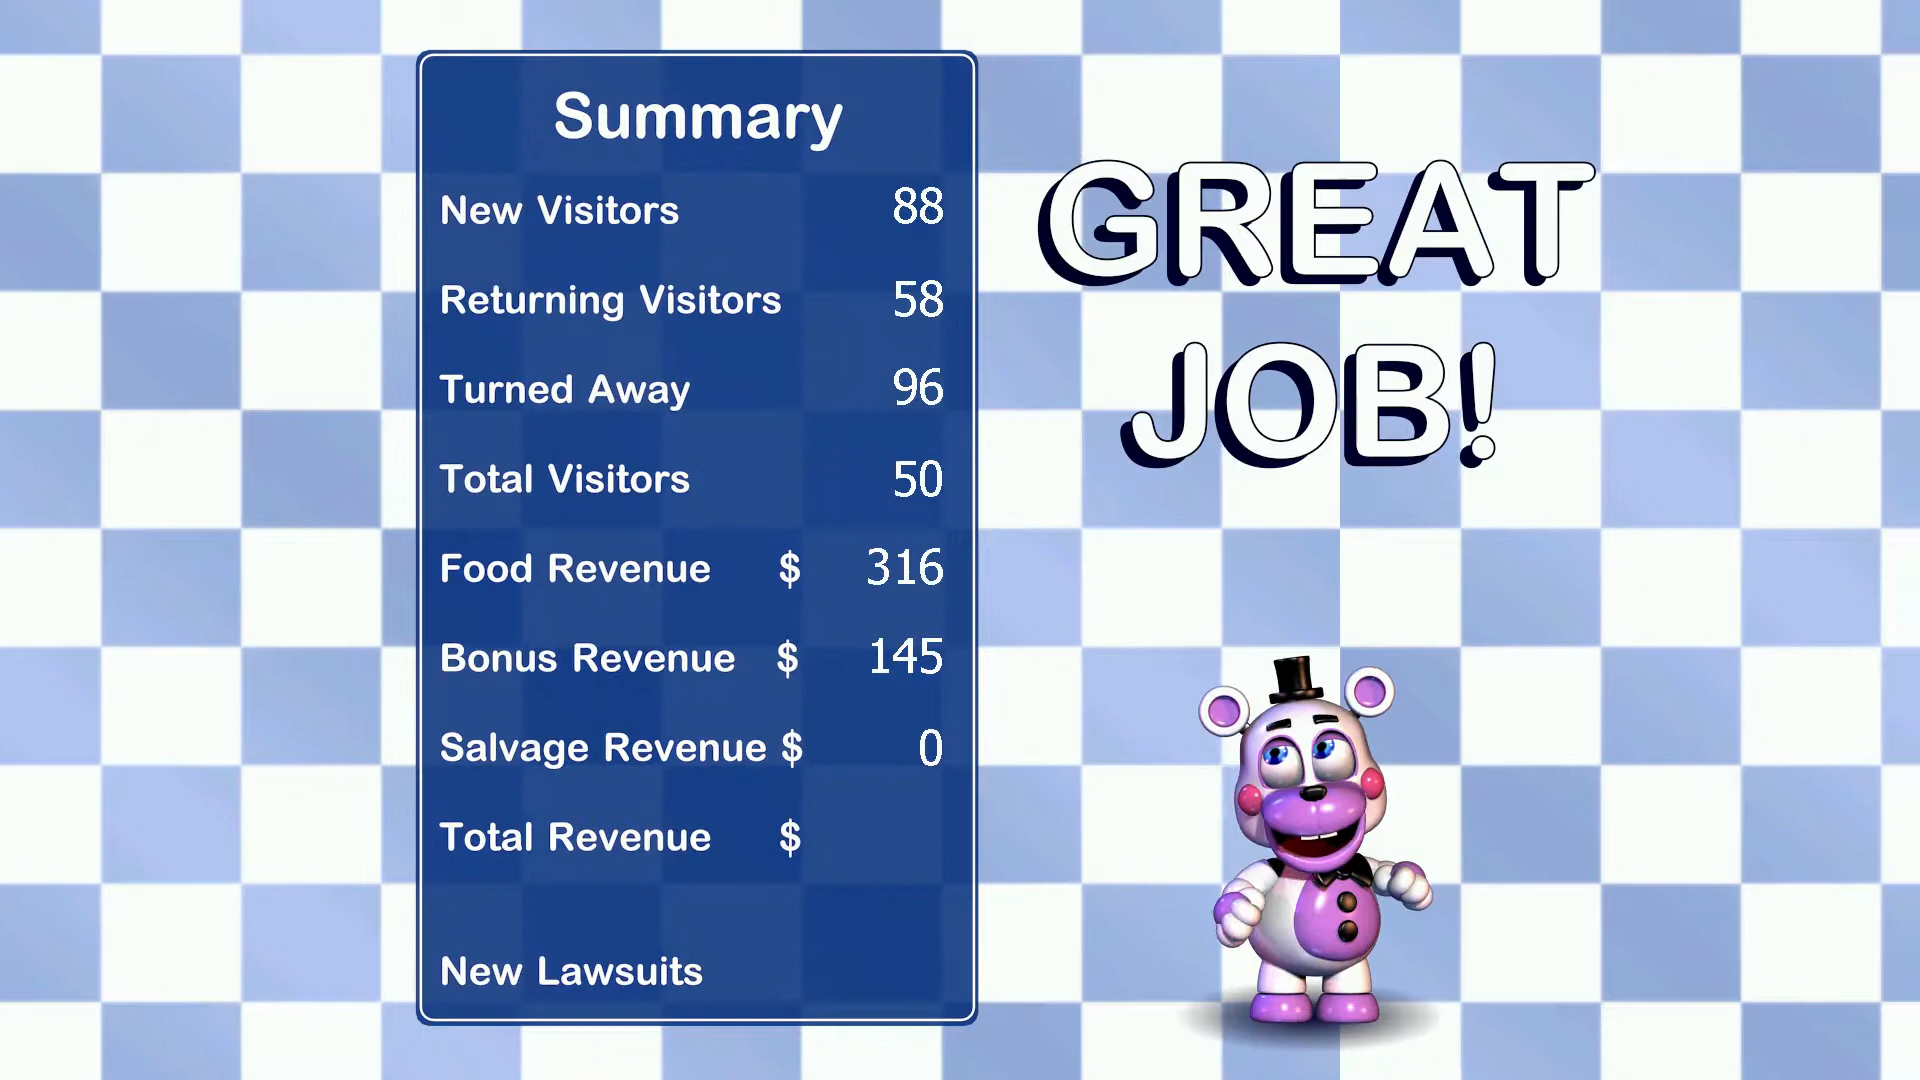 Summary
New Visitors 88
Returning Visitors 58
Turned Away 96
Total Visitors 50
Food Revenue $ 316
Bonus Revenue $ 145
Salvage Revenue $ 0
Total Revenue $
New Lawsuits
GREAT
JOB!